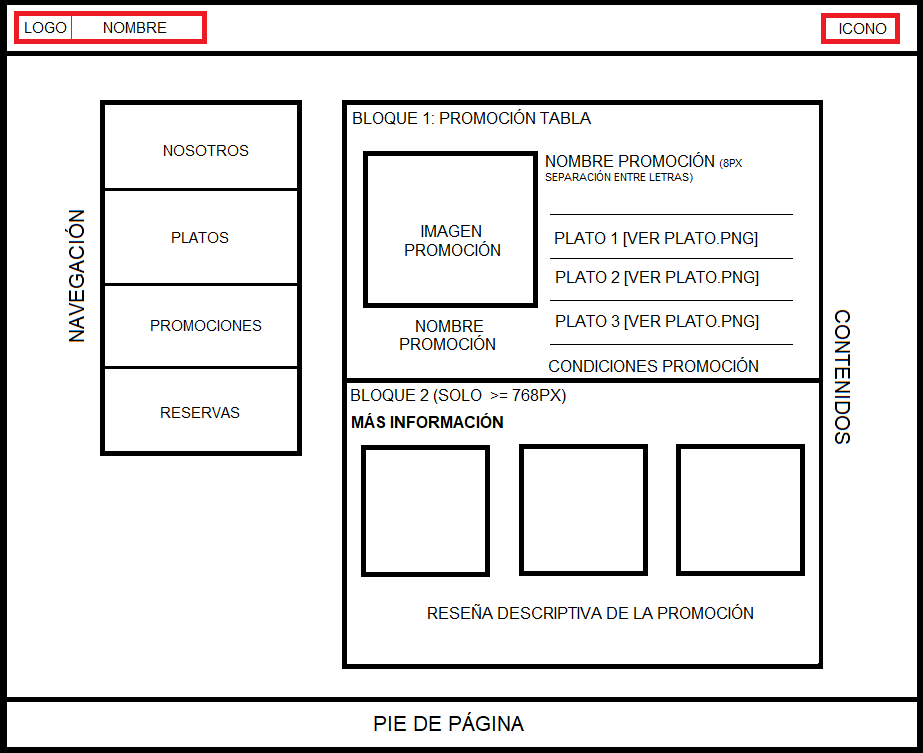 LOGO NOMBRE
ICONO
NAVEGACIÓN
NOSOTROS
PLATOS
PROMOCIONES
RESERVAS
BLOQUE 1: PROMOCIÓN TABLA
IMAGEN
PROMOCIÓN
NOMBRE
PROMOCIÓN
NOMBRE PROMOCIÓN (8PX
SEPARACIÓN ENTRE LETRAS)
PLATO 1 [VER PLATO.PNG]
PLATO 2 [VER PLATO.PNG]
PLATO 3 [VER PLATO.PNG]
CONDICIONES PROMOCIÓN
BLOQUE 2 (SOLO >= 768PX)
MÁS INFORMACIÓN
RESEÑA DESCRIPTIVA DE LA PROMOCIÓN
CONTENIDOS
PIE DE PÁGINA